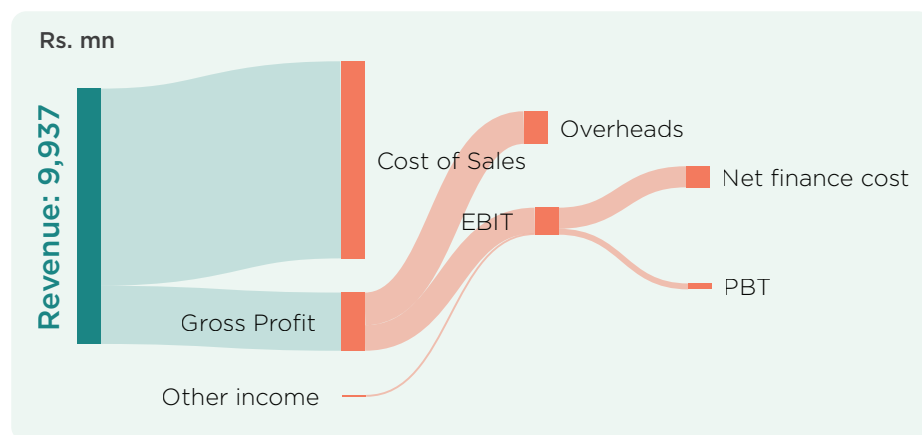 Rs. mn
Revenue: 9,937
Cost of Sales
Gross Profit
Other income
Overheads
EBIT
Net finance cost
PBT